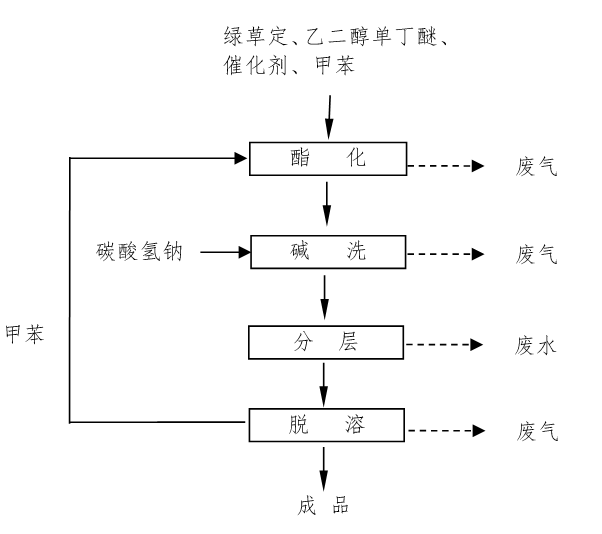 绿草定、乙二醇单丁醚、
催化剂、甲苯
酯 化
废气
碳酸氢钠
碱 洗
废气
甲苯
分 层
废水
脱 溶
废气
成 品